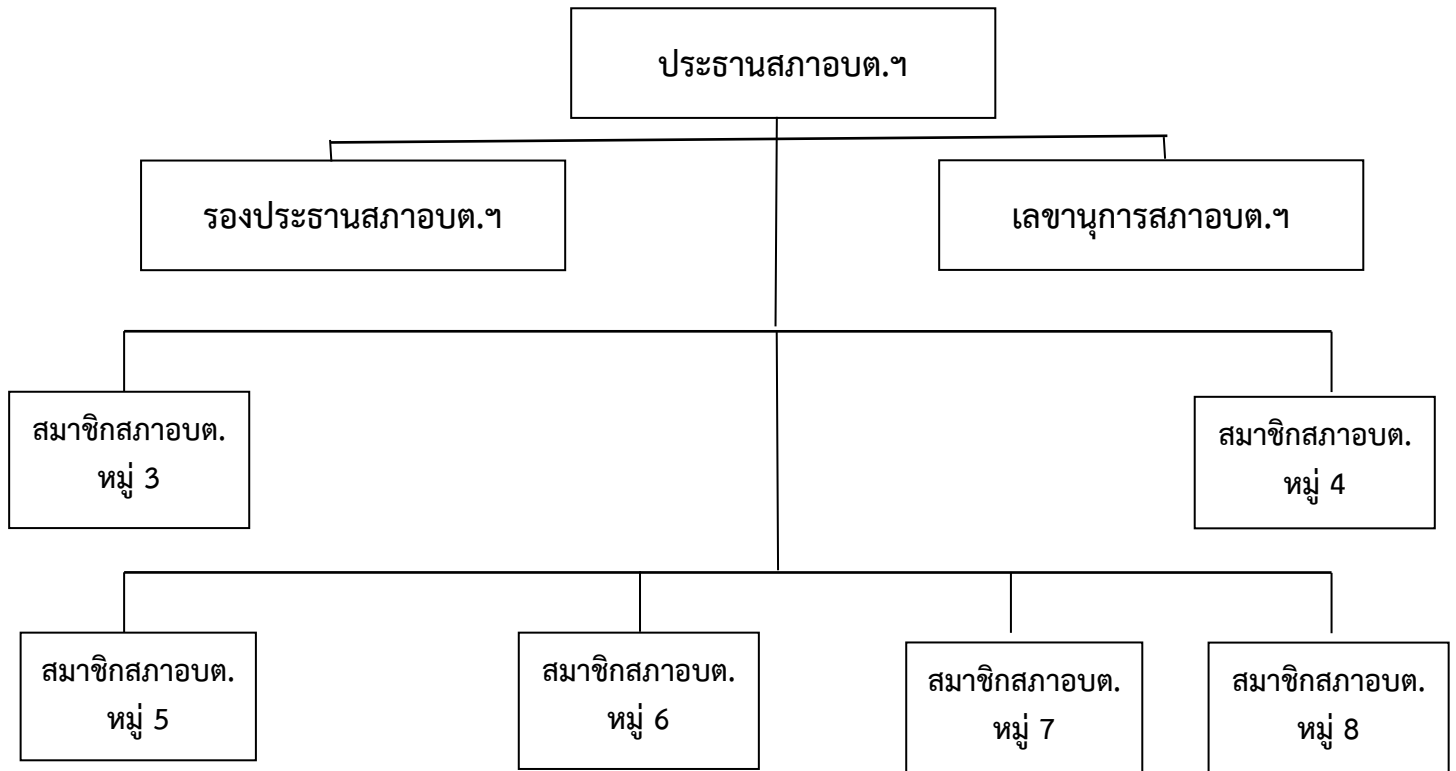 ประธานสภาอบต.ฯ
รองประธานสภาอบต.ฯ
เลขานุการสภาอบต.ฯ
สมาชิกสภาอบต.
หมู่ 3
สมาชิกสภาอบต.
หมู่ 4
สมาชิกสภาอบต.
หมู่ 5
สมาชิกสภาอบต.
หมู่ 6
สมาชิกสภาอบต.
หมู่ 7
สมาชิกสภาอบต.
หมู่ 8